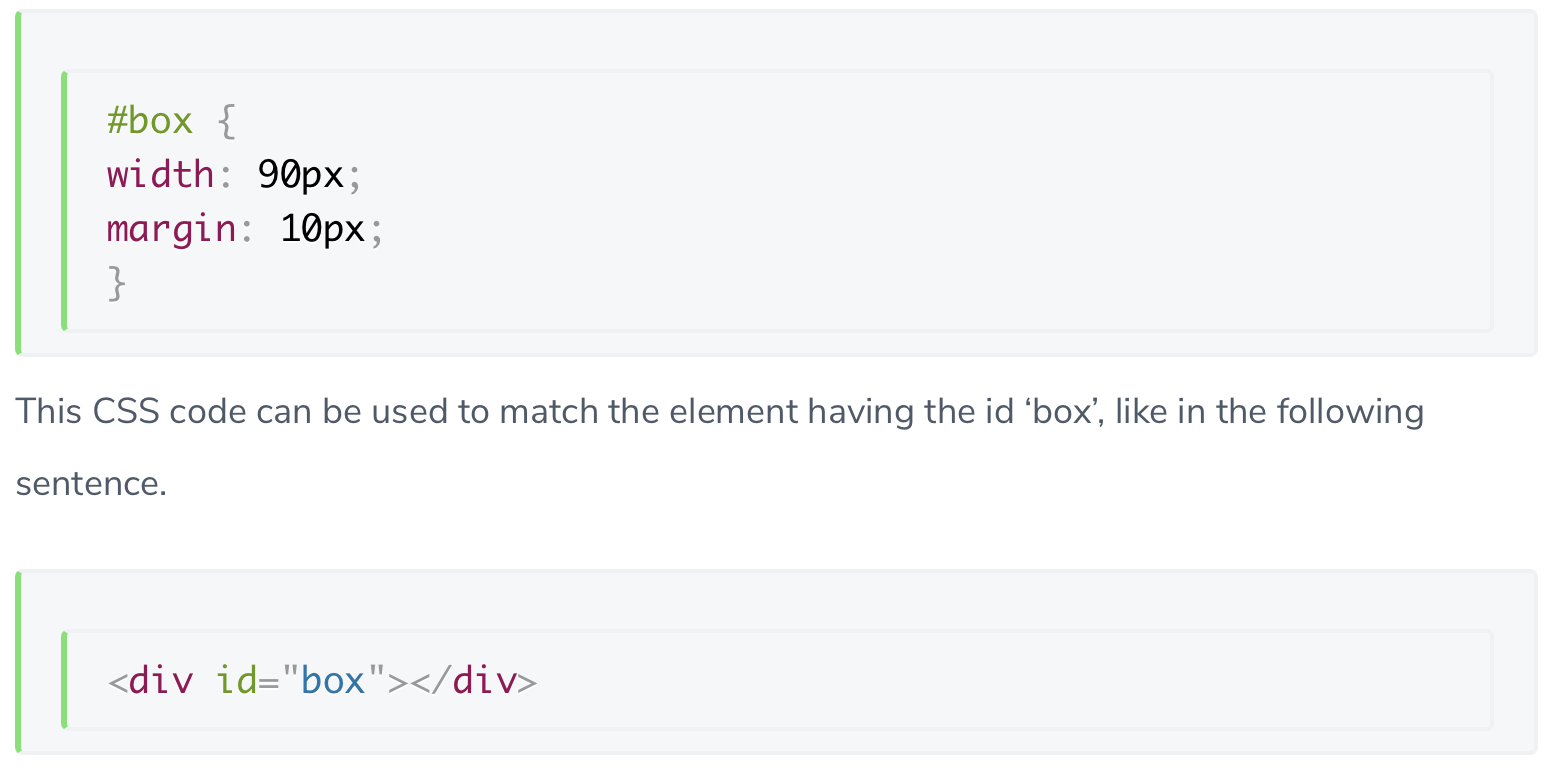 #box {
width: 90px;
margin: 10px;
}
This CSS code can be used to match the element having the id ‘box’, like in the following
sentence.
<div id="box"></div>